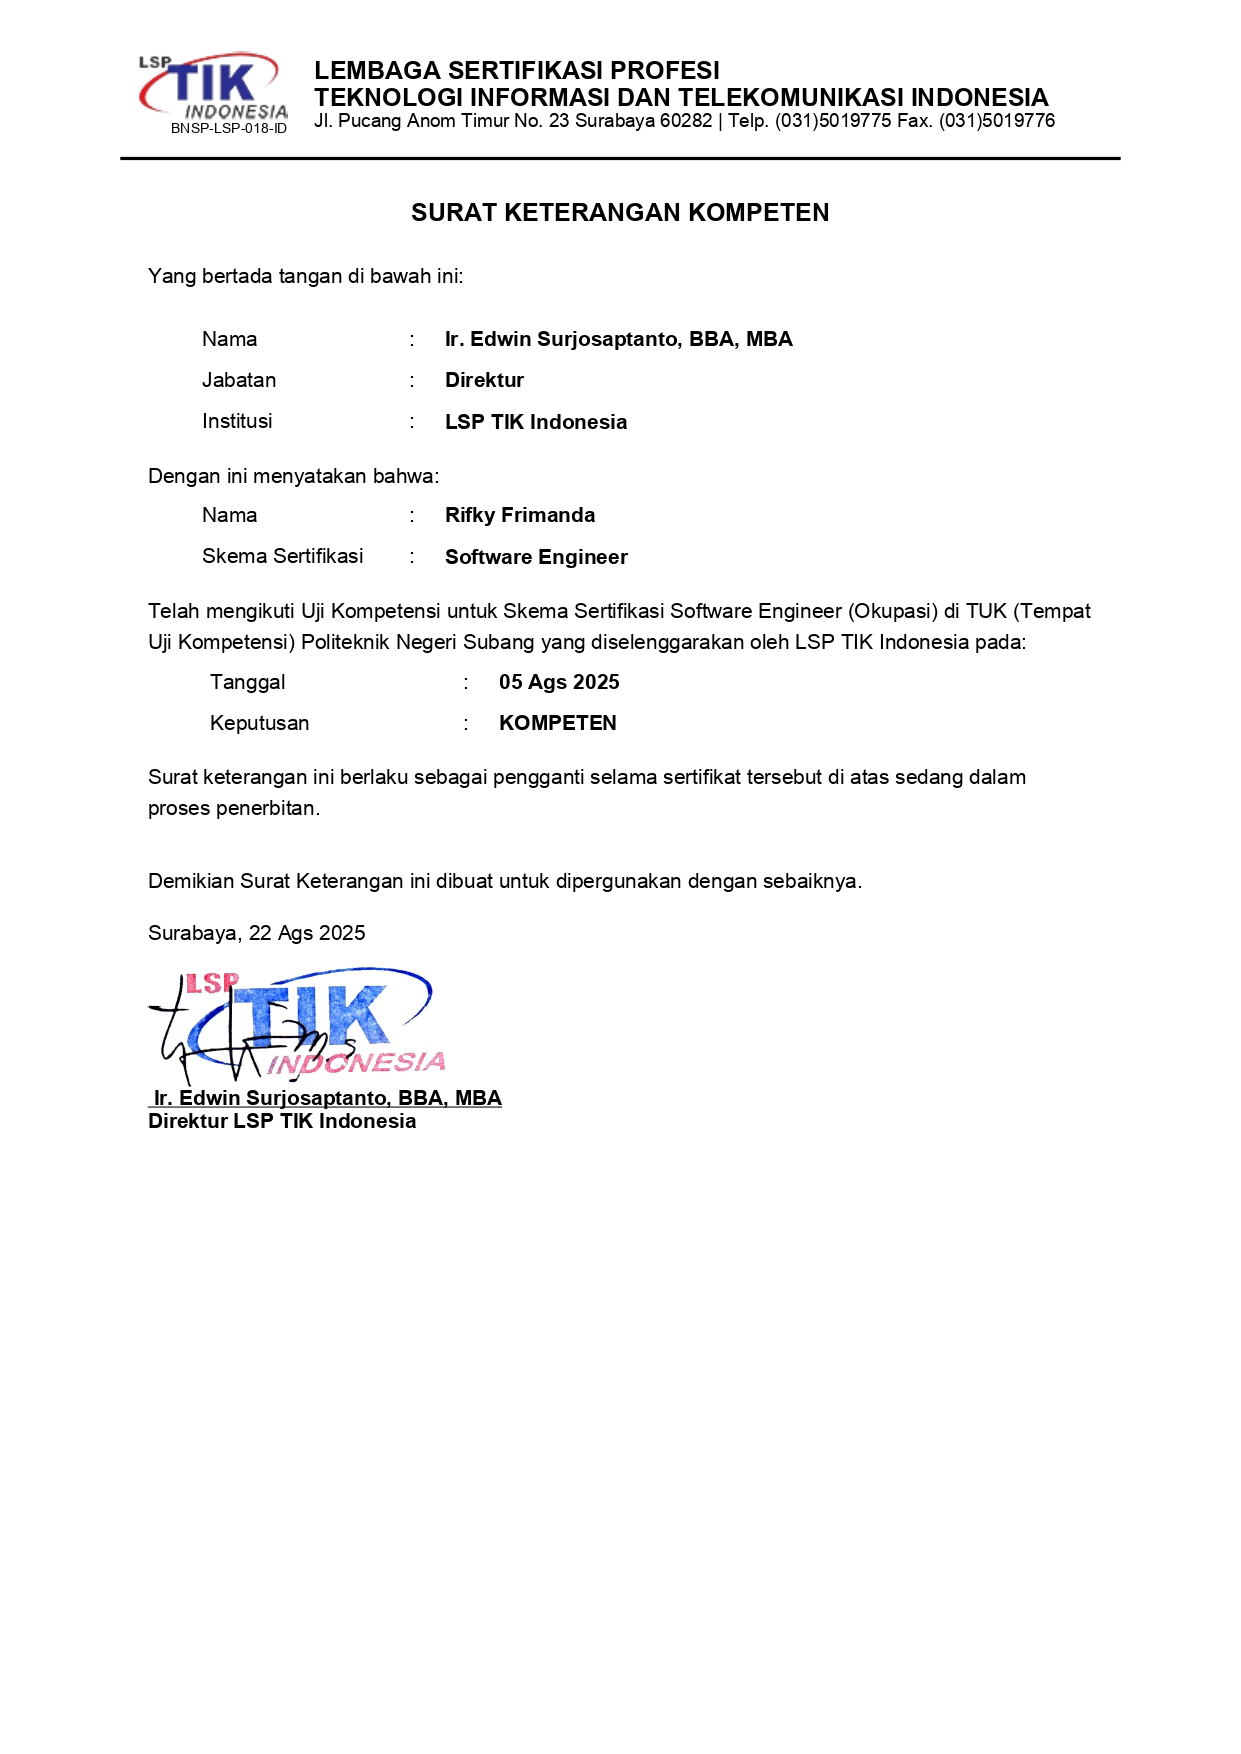 LSP
TIK
INDONESIA
BNSP-LSP-018-ID
LEMBAGA SERTIFIKASI PROFESI
TEKNOLOGI INFORMASI DAN TELEKOMUNIKASI INDONESIA
Jl. Pucang Anom Timur No. 23 Surabaya 60282 | Telp. (031)5019775 Fax. (031)5019776
SURAT KETERANGAN KOMPETEN
Yang bertada tangan di bawah ini:
Nama : Ir. Edwin Surjosaptanto, BBA, MBA
Jabatan : Direktur
Institusi : LSP TIK Indonesia
Dengan ini menyatakan bahwa:
Nama : Rifky Frimanda
Skema Sertifikasi : Software Engineer
Telah mengikuti Uji Kompetensi untuk Skema Sertifikasi Software Engineer (Okupasi) di TUK (Tempat
Uji Kompetensi) Politeknik Negeri Subang yang diselenggarakan oleh LSP TIK Indonesia pada:
Tanggal : 05 Ags 2025
Keputusan : KOMPETEN
Surat keterangan ini berlaku sebagai pengganti selama sertifikat tersebut di atas sedang dalam
proses penerbitan.
Demikian Surat Keterangan ini dibuat untuk dipergunakan dengan sebaiknya.
Surabaya, 22 Ags 2025
LSP
TIK
INDONESIA
Ir. Edwin Surjosaptanto, BBA, MBA
Direktur LSP TIK Indonesia